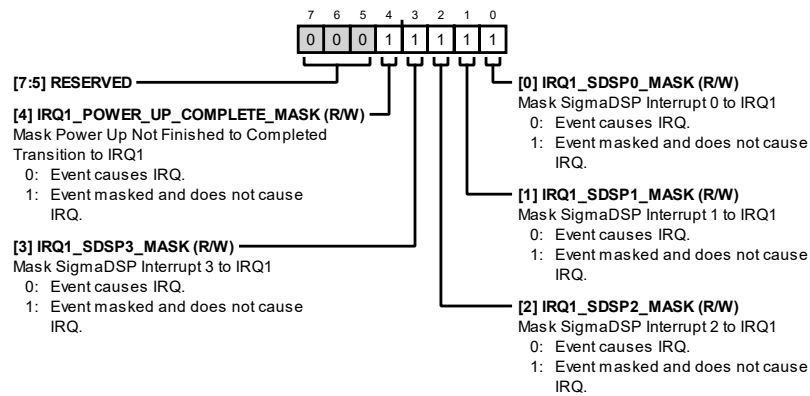 7 6 5 4 3 2 1 0
0 0 0 1 1 1 1 1
[7:5] RESERVED
[4] IRQ1_POWER_UP_COMPLETE_MASK (R/W)
Mask Power Up Not Finished to Completed
Transition to IRQ1
0: Event causes IRQ.
1: Event masked and does not cause
IRQ.
[3] IRQ1_SDSP3_MASK (R/W)
Mask SigmaDSP Interrupt 3 to IRQ1
0: Event causes IRQ.
1: Event masked and does not cause
IRQ.
[0] IRQ1_SDSP0_MASK (R/W)
Mask SigmaDSP Interrupt 0 to IRQ1
0: Event causes IRQ.
1: Event masked and does not cause
IRQ.
[1] IRQ1_SDSP1_MASK (R/W)
Mask SigmaDSP Interrupt 1 to IRQ1
0: Event causes IRQ.
1: Event masked and does not cause
IRQ.
[2] IRQ1_SDSP2_MASK (R/W)
Mask SigmaDSP Interrupt 2 to IRQ1
0: Event causes IRQ.
1: Event masked and does not cause
IRQ.